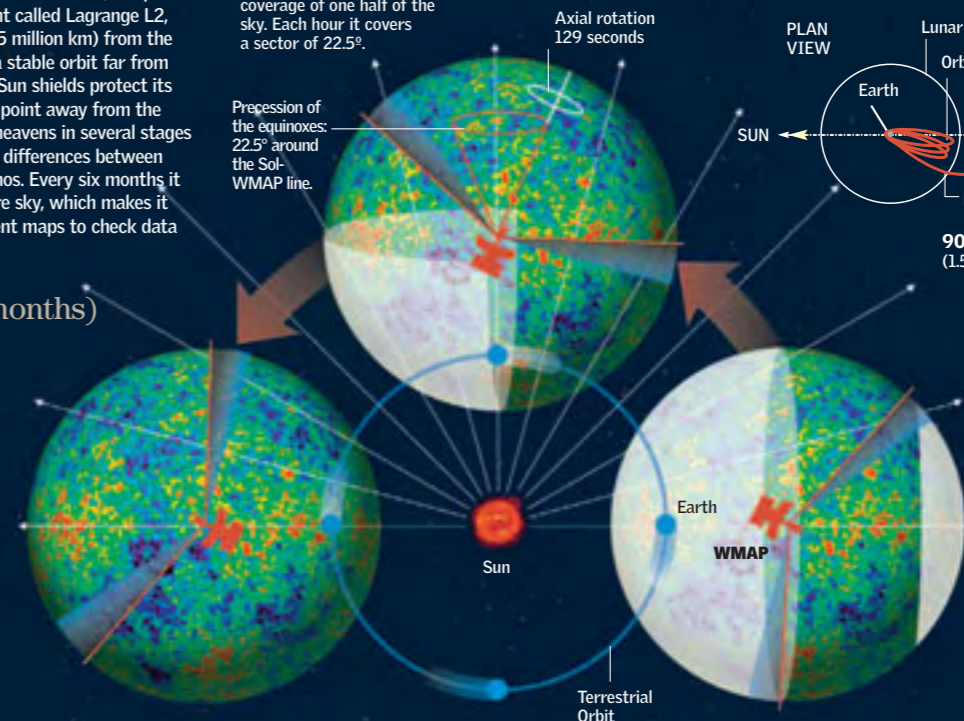 nt called Lagrange L2,
5 million km) from the
a stable orbit far from
Sun shields protect its
point away from the
heavens in several stages
differences between
nos. Every six months it
re sky, which makes it
ent maps to check data
months)
coverage of one half of the
sky. Each hour it covers
a sector of 22.5º.
Precession of
the equinoxes:
22.5° around
the Sol-
WMAP line.
Axial rotation
129 seconds
PLAN
VIEW
Lunar
Orb
Earth
SUN
90
(1.5
Earth
WMAP
Sun
Terrestrial
Orbit